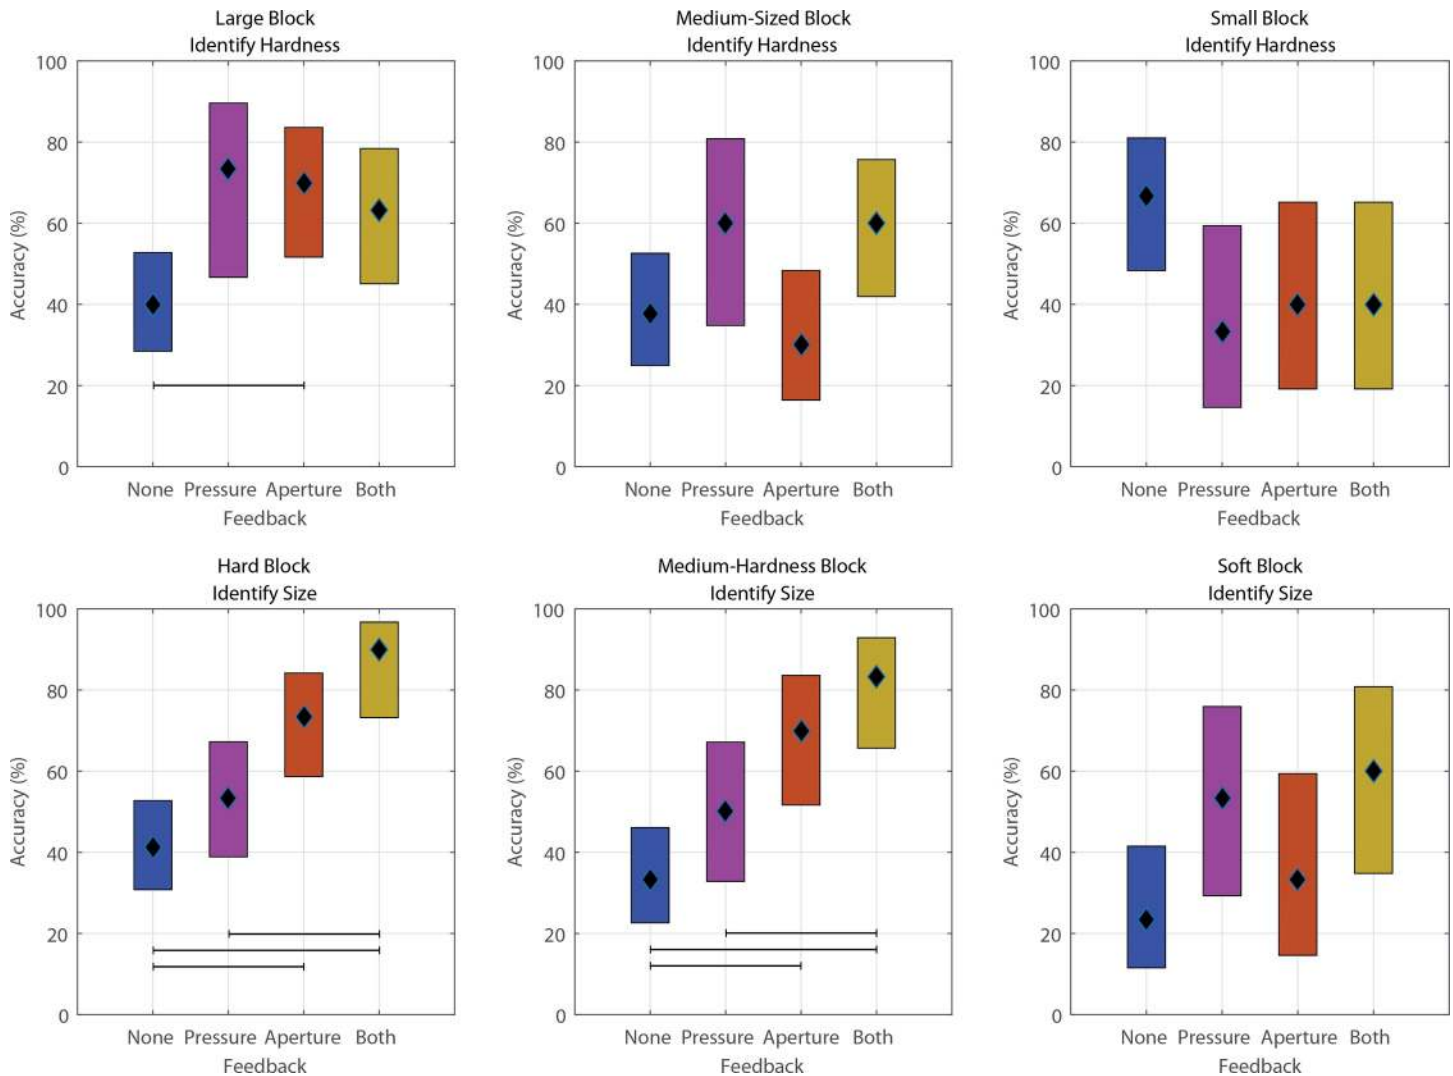 Large Block
Identify Hardness
100
80
60
40
20
0
Accuracy (%)
None Pressure Aperture Both
Feedback
Medium-Sized Block
Identify Hardness
100
80
60
40
20
0
Accuracy (%)
None Pressure Aperture Both
Feedback
Small Block
Identify Hardness
100
80
60
40
20
0
Accuracy (%)
None Pressure Aperture Both
Feedback
Hard Block
Identify Size
100
80
60
40
20
0
Accuracy (%)
None Pressure Aperture Both
Feedback
Medium-Hardness Block
Identify Size
100
80
60
40
20
0
Accuracy (%)
None Pressure Aperture Both
Feedback
Soft Block
Identify Size
100
80
60
40
20
0
Accuracy (%)
None Pressure Aperture Both
Feedback